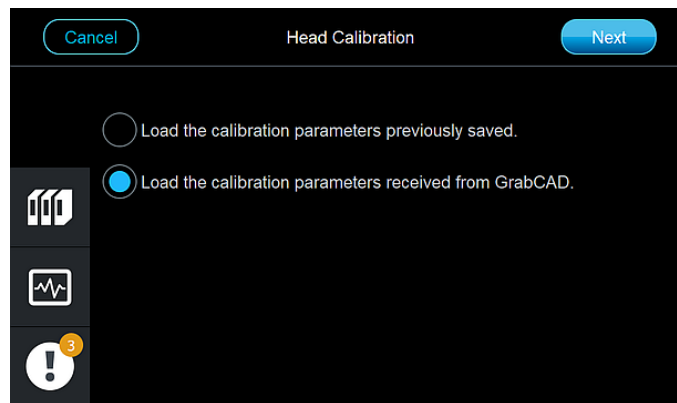 Cancel
Head Calibration
Next
Load the calibration parameters previously saved.
Load the calibration parameters received from GrabCAD.
3